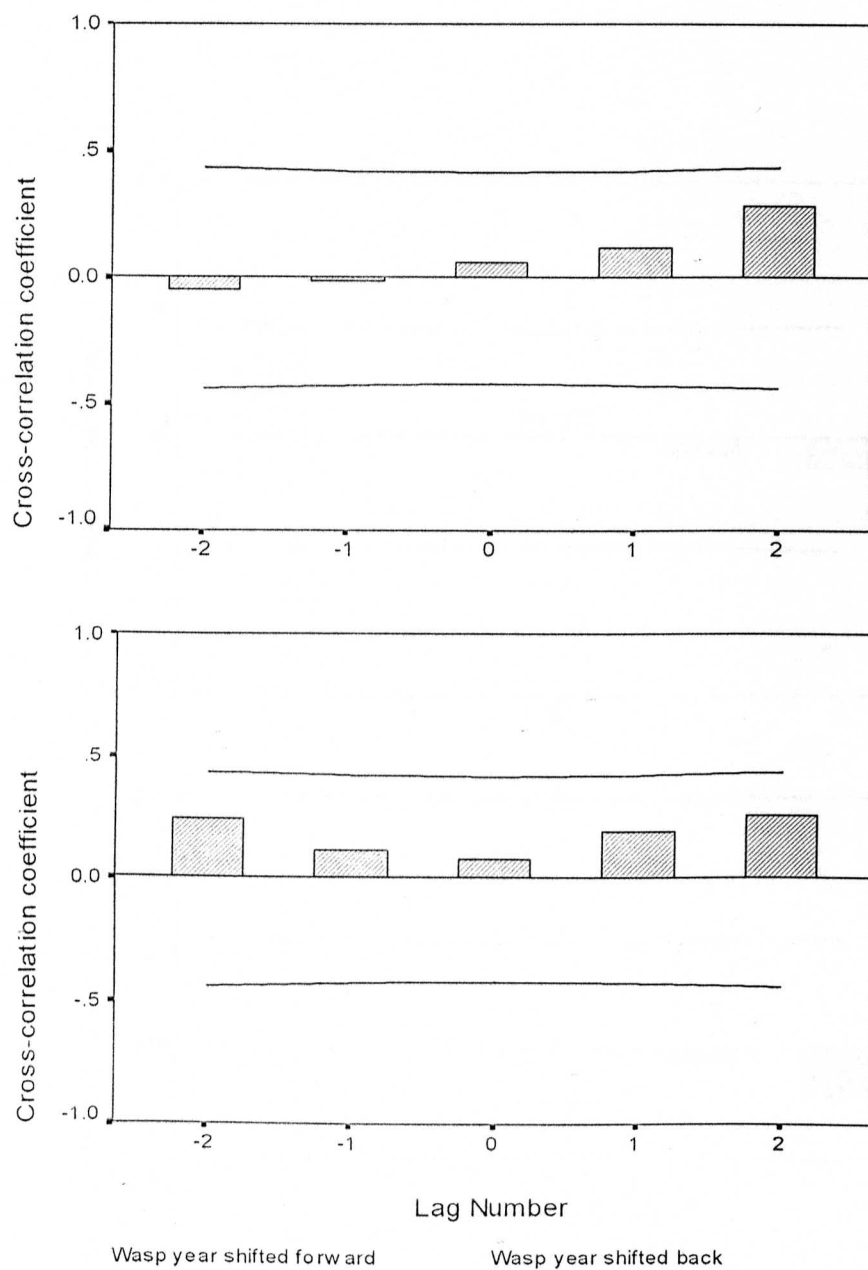 1.0
.5
0.0
-.5
-1.0
Cross-correlation coefficient
-2 -1 0 1 2
1.0
.5
0.0
-.5
-1.0
Cross-correlation coefficient
-2 -1 0 1 2
Lag Number
Wasp year shifted forward Wasp year shifted back